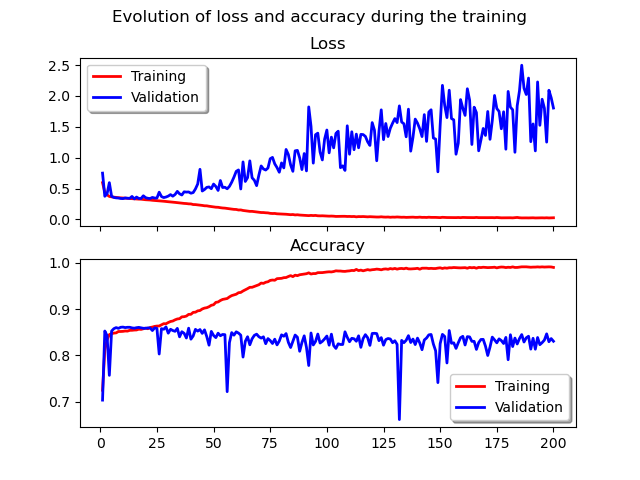 Evolution of loss and accuracy during the training
Loss
2.5
2.0
1.5
1.0
0.5
0.0
Training
Validation
Accuracy
1.0
0.9
0.8
0.7
Training
Validation
0 25 50 75 100 125 150 175 200